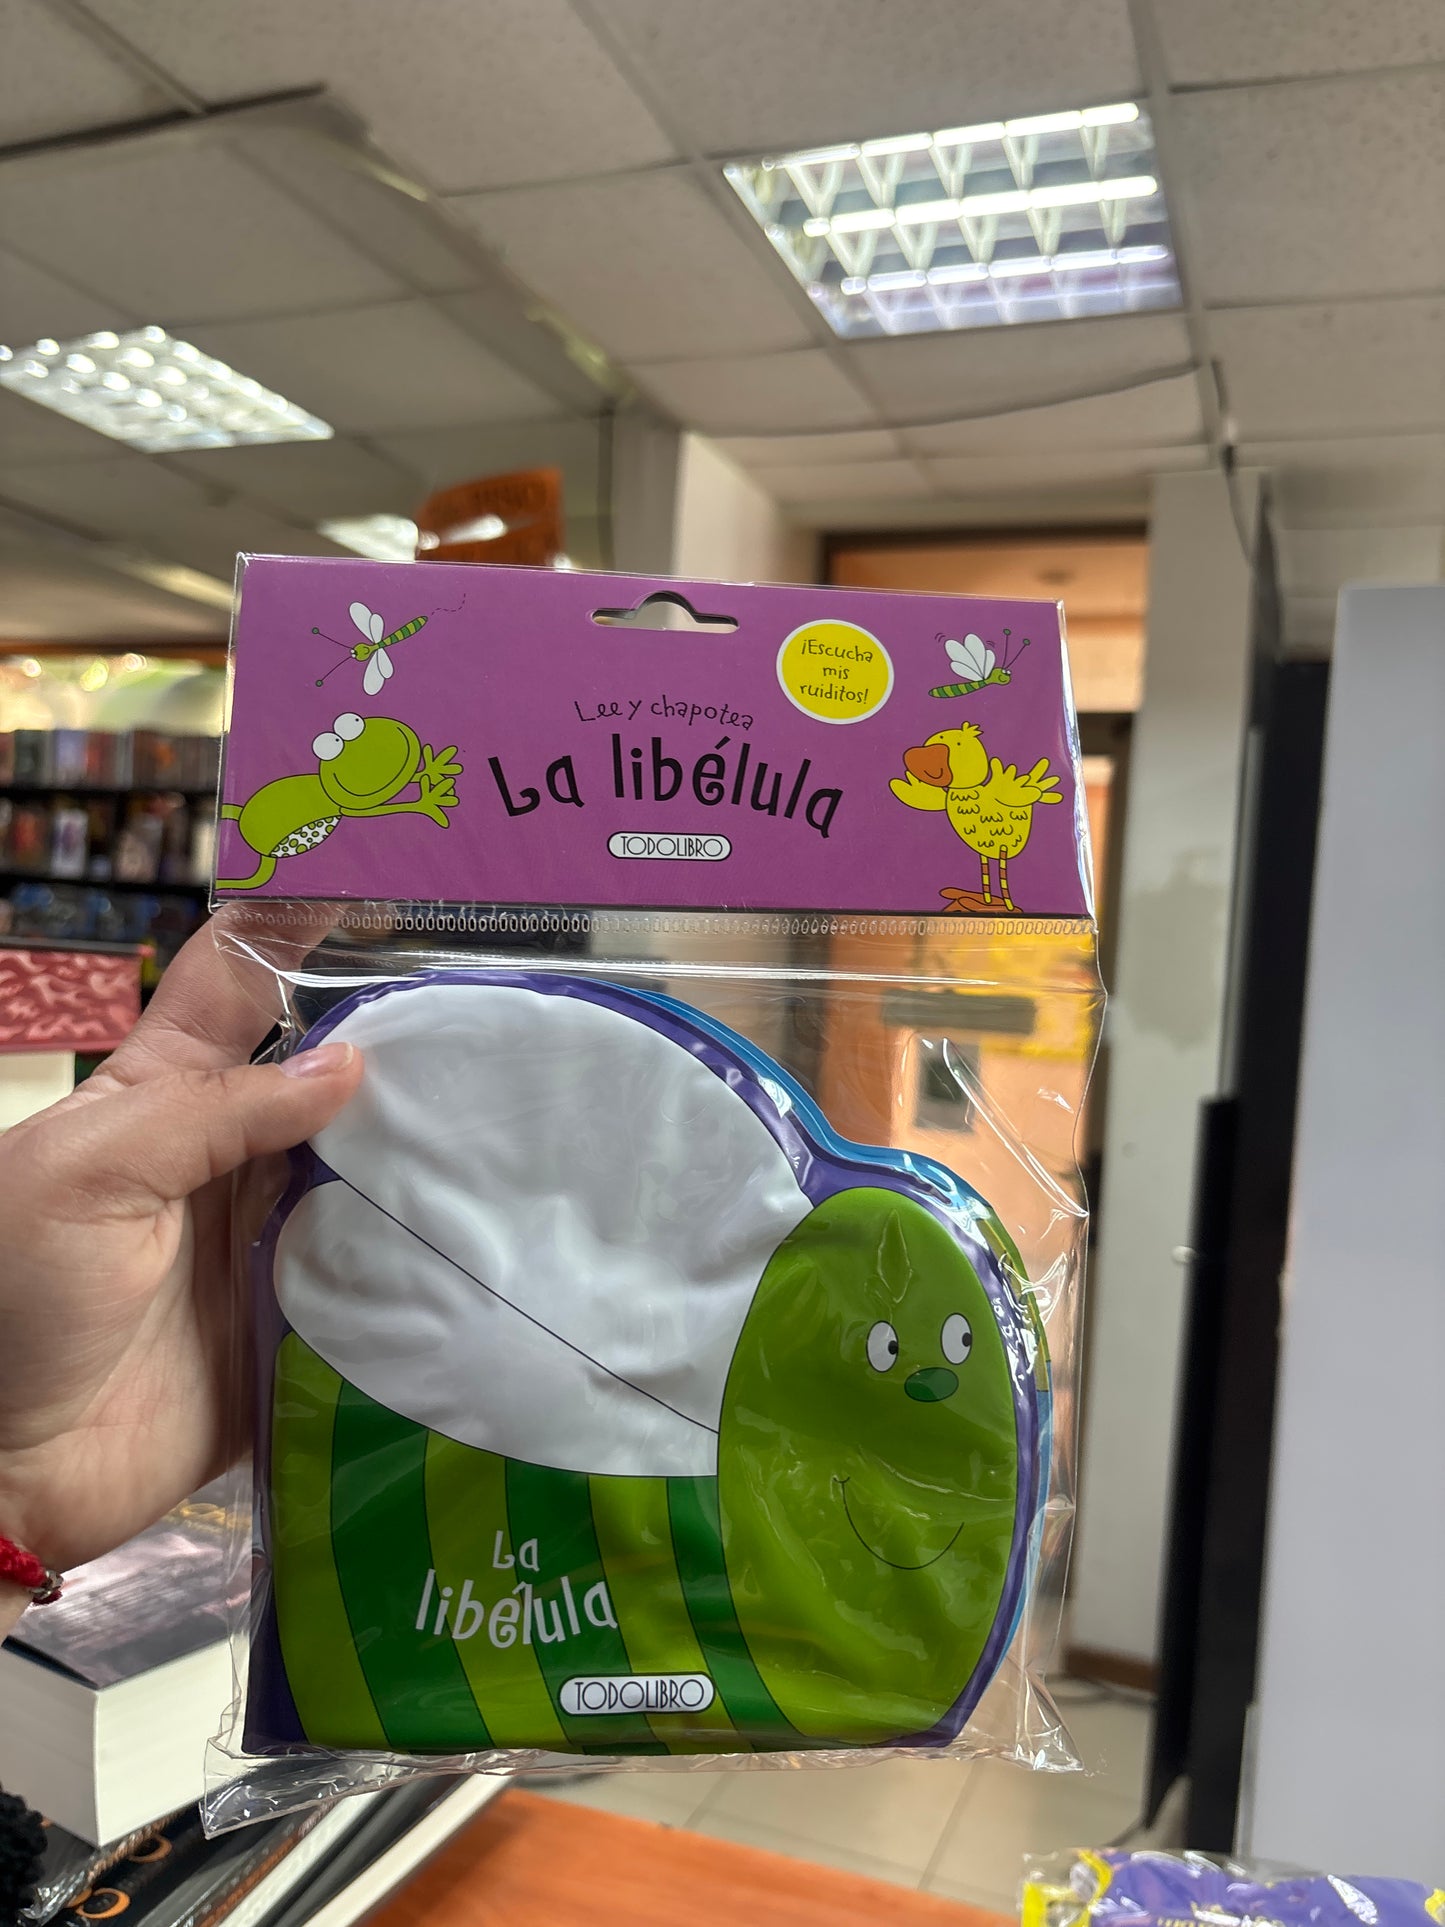 ¡Escucha
mis
ruiditos!
Lee y chapotea
La libélula
TODOLIBRO
La
libélula
TODOLIBRO